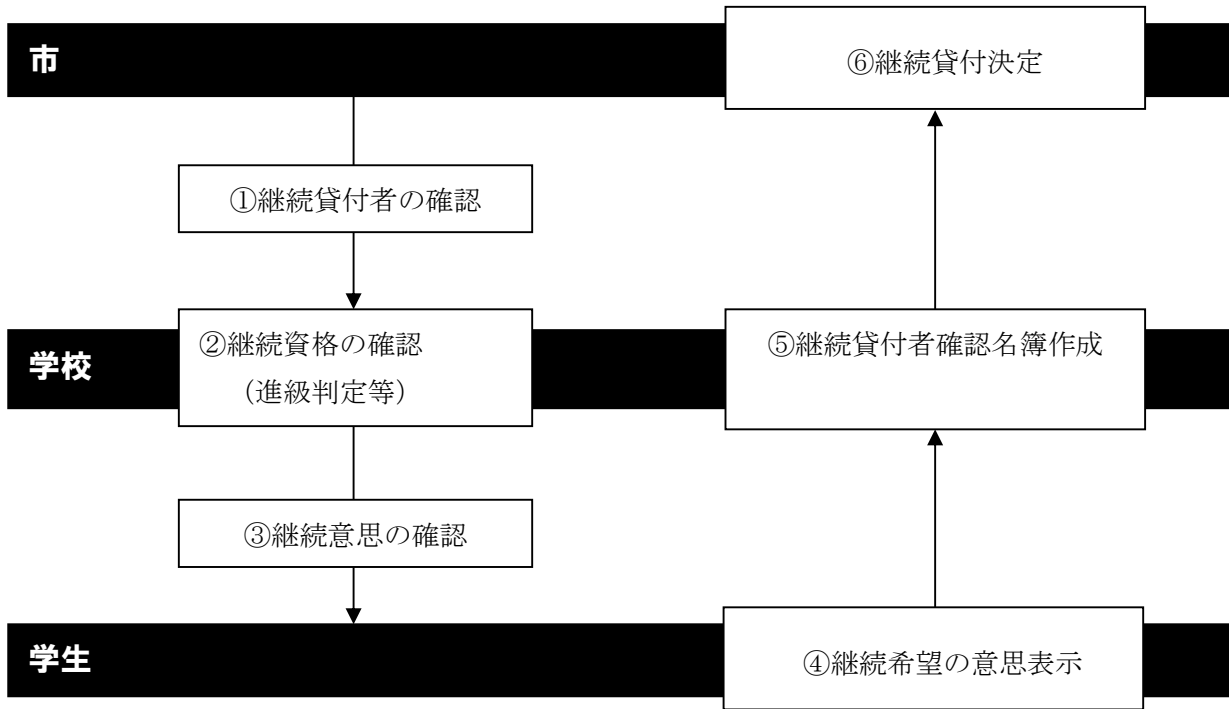 市
⑥継続貸付決定
①継続貸付者の確認
学校
②継続資格の確認
（進級判定等）
⑤継続貸付者確認名簿作成
③継続意思の確認
学生
④継続希望の意思表示